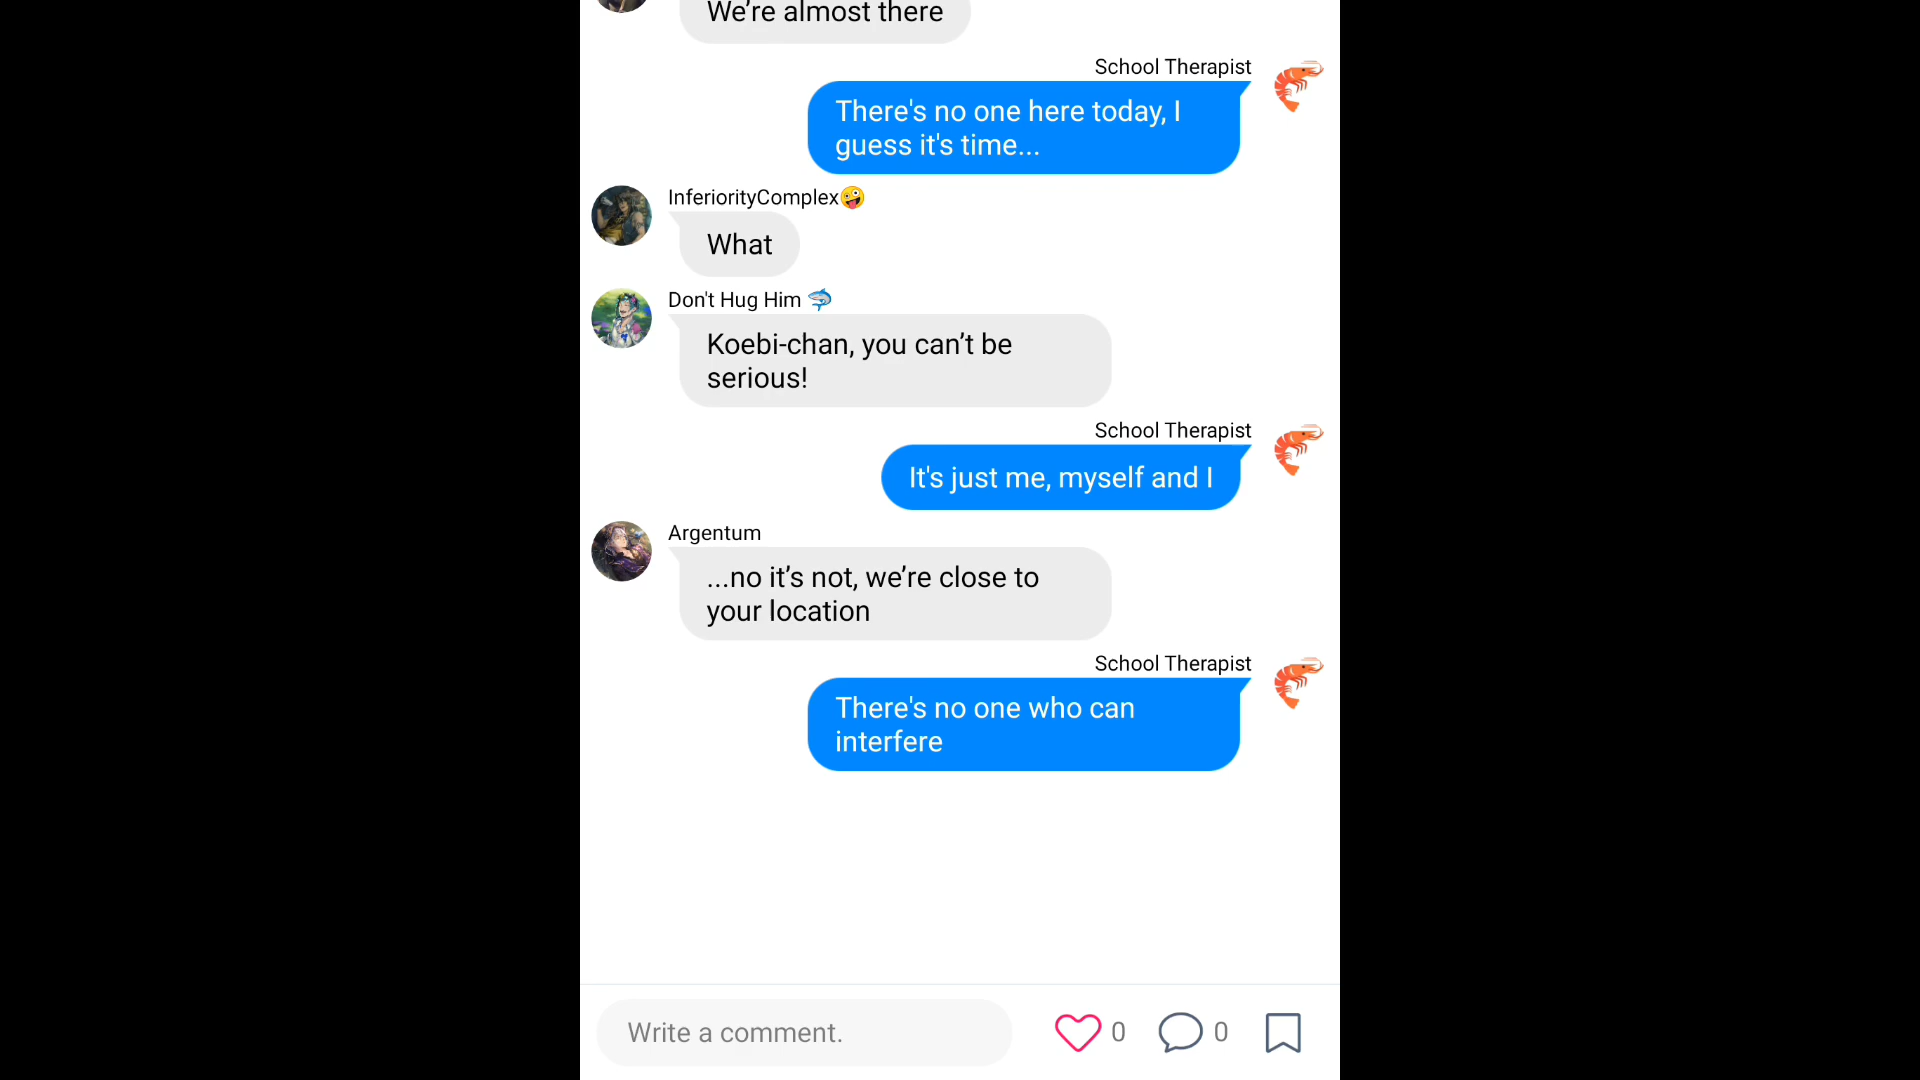 We’re almost there
School Therapist
There's no one here today, I
guess it's time...
InferiorityComplex🤪
What
Don't Hug Him 🦈
Koebi-chan, you can’t be
serious!
School Therapist
It's just me, myself and I
Argentum
...no it’s not, we’re close to
your location
School Therapist
There's no one who can
interfere
Write a comment.
0
0